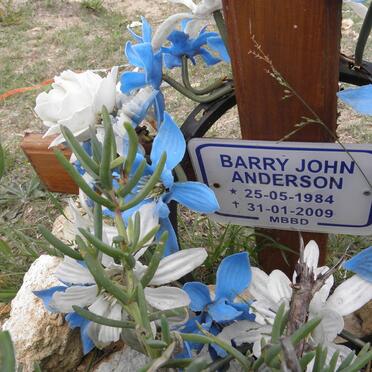 BARRY JOHN
ANDERSON
* 25-05-1984
✝ 31-01-2009
MBBD